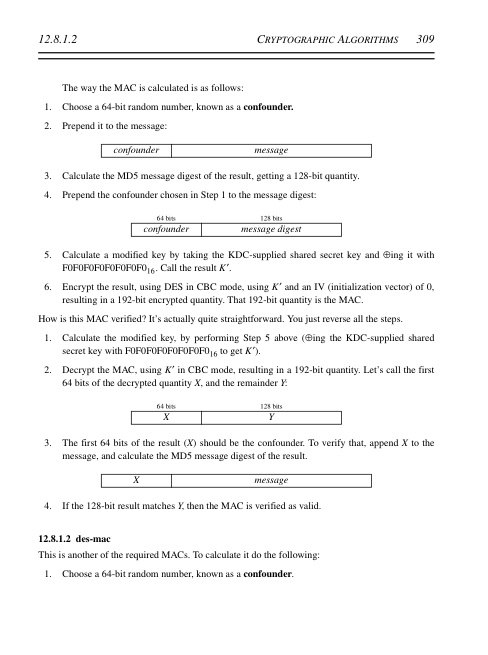 12.8.1.2 CRYPTOGRAPHIC ALGORITHMS 309
The way the MAC is calculated is as follows:
1. Choose a 64-bit random number, known as a confounder.
2. Prepend it to the message:
confounder message
3. Calculate the MD5 message digest of the result, getting a 128-bit quantity.
4. Prepend the confounder chosen in Step 1 to the message digest:
64 bits 128 bits
confounder message digest
5. Calculate a modified key by taking the KDC-supplied shared secret key and ⊕ing it with
F0F0F0F0F0F0F0F0₁₆. Call the result K′.
6. Encrypt the result, using DES in CBC mode, using K′ and an IV (initialization vector) of 0,
resulting in a 192-bit encrypted quantity. That 192-bit quantity is the MAC.
How is this MAC verified? It's actually quite straightforward. You just reverse all the steps.
1. Calculate the modified key, by performing Step 5 above (⊕ing the KDC-supplied shared
secret key with F0F0F0F0F0F0F0F0₁₆ to get K′).
2. Decrypt the MAC, using K′ in CBC mode, resulting in a 192-bit quantity. Let's call the first
64 bits of the decrypted quantity X, and the remainder Y:
64 bits 128 bits
X Y
3. The first 64 bits of the result (X) should be the confounder. To verify that, append X to the
message, and calculate the MD5 message digest of the result.
X message
4. If the 128-bit result matches Y, then the MAC is verified as valid.
12.8.1.2 des-mac
This is another of the required MACs. To calculate it do the following:
1. Choose a 64-bit random number, known as a confounder.